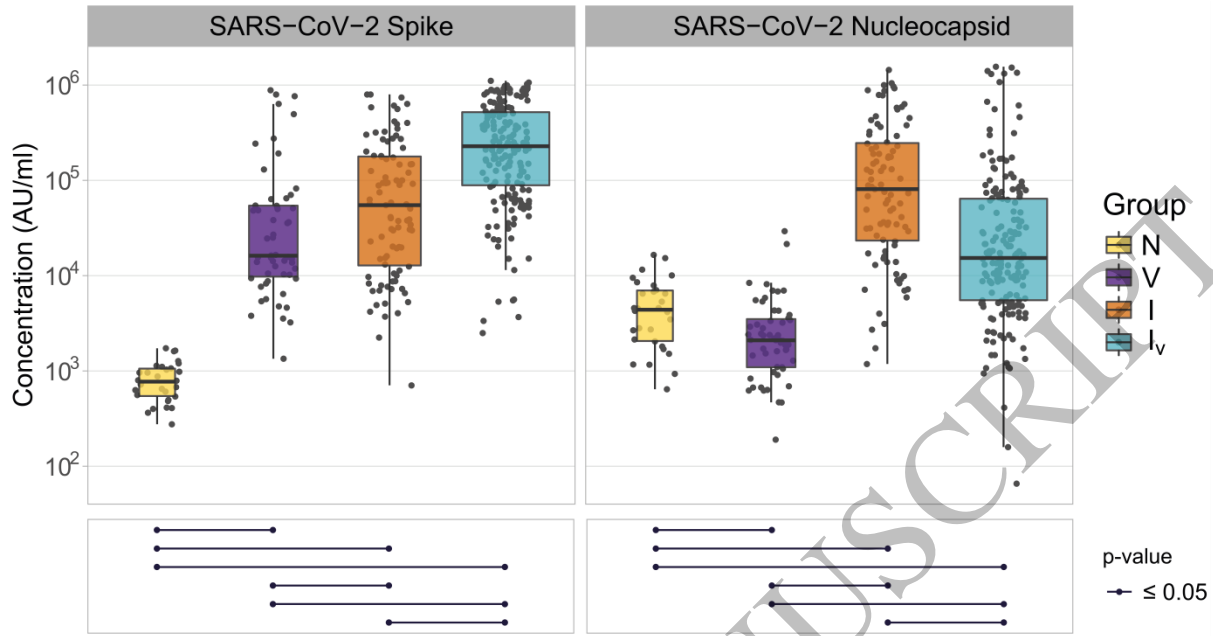 SARS−CoV−2 Spike
SARS−CoV−2 Nucleocapsid
Concentration (AU/ml)
10⁶
10⁵
10⁴
10³
10²
Group
N
V
I
Iᵥ
p-value
≤ 0.05
USCRIPT